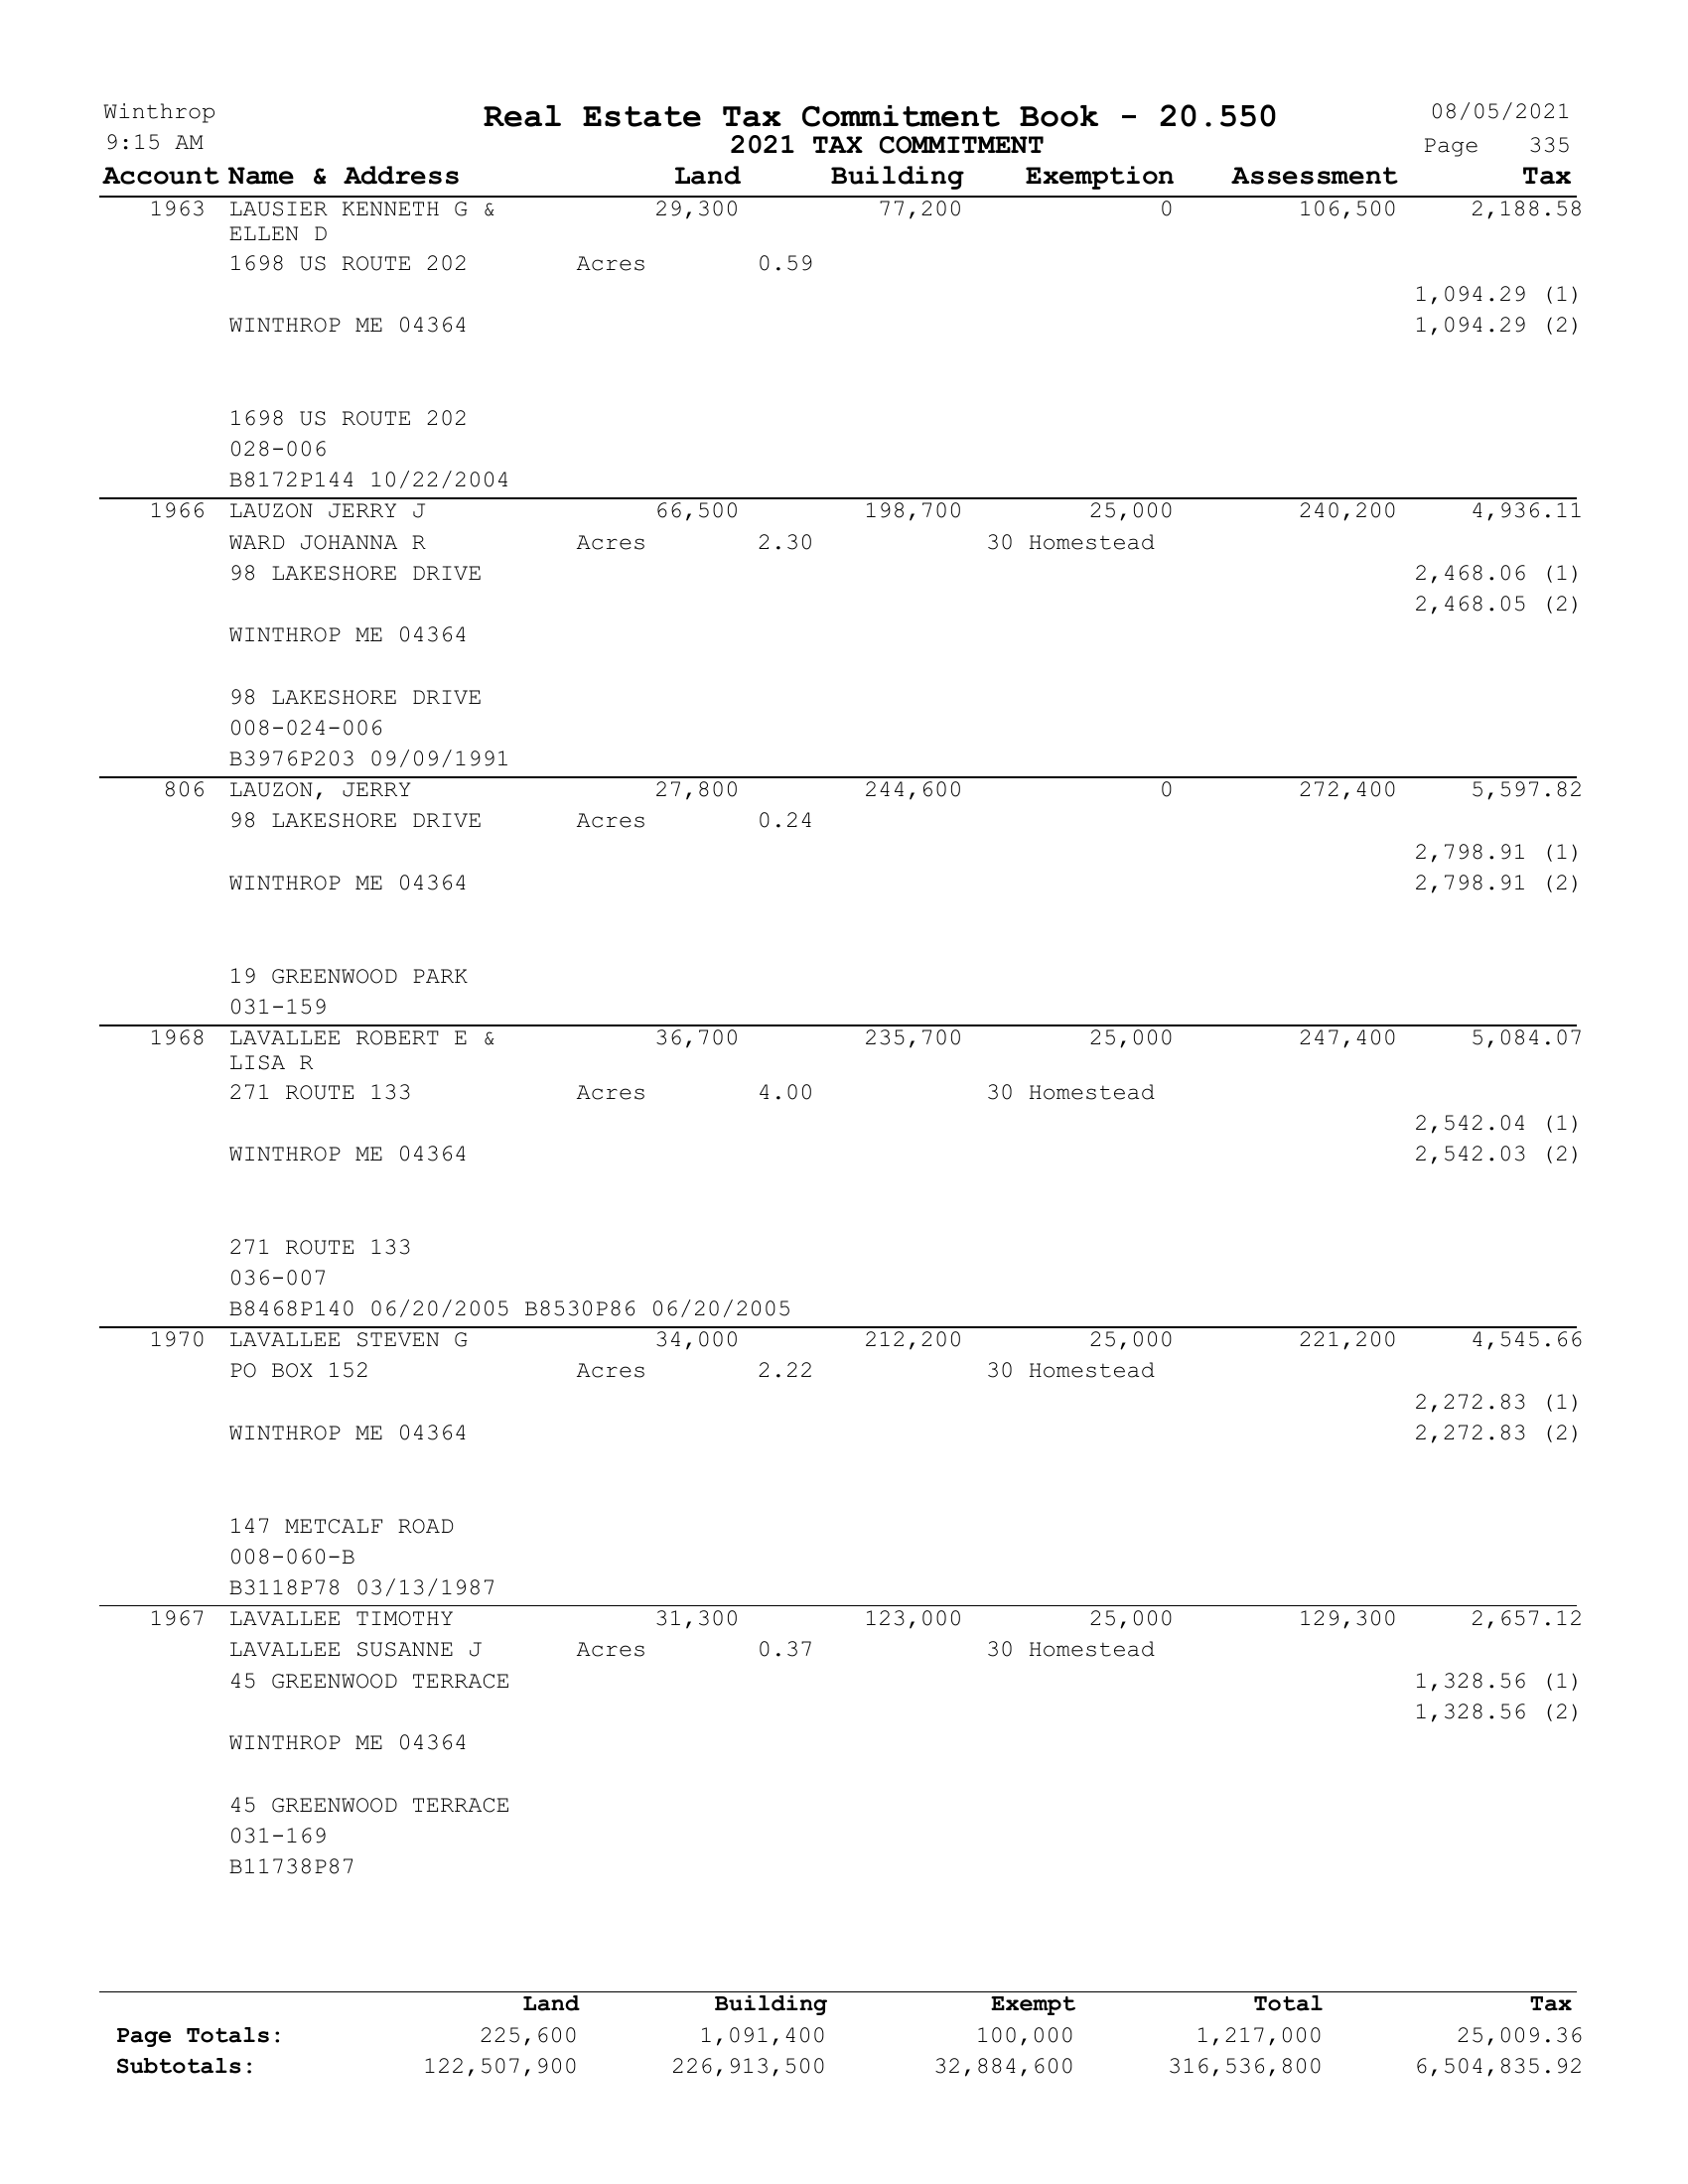 Winthrop Real Estate Tax Commitment Book - 20.550 08/05/2021
9:15 AM 2021 TAX COMMITMENT Page 335
Account Name & Address Land Building Exemption Assessment Tax
1963 LAUSIER KENNETH G & 29,300 77,200 0 106,500 2,188.58
ELLEN D
1698 US ROUTE 202 Acres 0.59
1,094.29 (1)
WINTHROP ME 04364 1,094.29 (2)
1698 US ROUTE 202
028-006
B8172P144 10/22/2004
1966 LAUZON JERRY J 66,500 198,700 25,000 240,200 4,936.11
WARD JOHANNA R Acres 2.30 30 Homestead
98 LAKESHORE DRIVE 2,468.06 (1)
2,468.05 (2)
WINTHROP ME 04364
98 LAKESHORE DRIVE
008-024-006
B3976P203 09/09/1991
806 LAUZON, JERRY 27,800 244,600 0 272,400 5,597.82
98 LAKESHORE DRIVE Acres 0.24
2,798.91 (1)
WINTHROP ME 04364 2,798.91 (2)
19 GREENWOOD PARK
031-159
1968 LAVALLEE ROBERT E & 36,700 235,700 25,000 247,400 5,084.07
LISA R
271 ROUTE 133 Acres 4.00 30 Homestead
2,542.04 (1)
WINTHROP ME 04364 2,542.03 (2)
271 ROUTE 133
036-007
B8468P140 06/20/2005 B8530P86 06/20/2005
1970 LAVALLEE STEVEN G 34,000 212,200 25,000 221,200 4,545.66
PO BOX 152 Acres 2.22 30 Homestead
2,272.83 (1)
WINTHROP ME 04364 2,272.83 (2)
147 METCALF ROAD
008-060-B
B3118P78 03/13/1987
1967 LAVALLEE TIMOTHY 31,300 123,000 25,000 129,300 2,657.12
LAVALLEE SUSANNE J Acres 0.37 30 Homestead
45 GREENWOOD TERRACE 1,328.56 (1)
1,328.56 (2)
WINTHROP ME 04364
45 GREENWOOD TERRACE
031-169
B11738P87
Land Building Exempt Total Tax
Page Totals: 225,600 1,091,400 100,000 1,217,000 25,009.36
Subtotals: 122,507,900 226,913,500 32,884,600 316,536,800 6,504,835.92